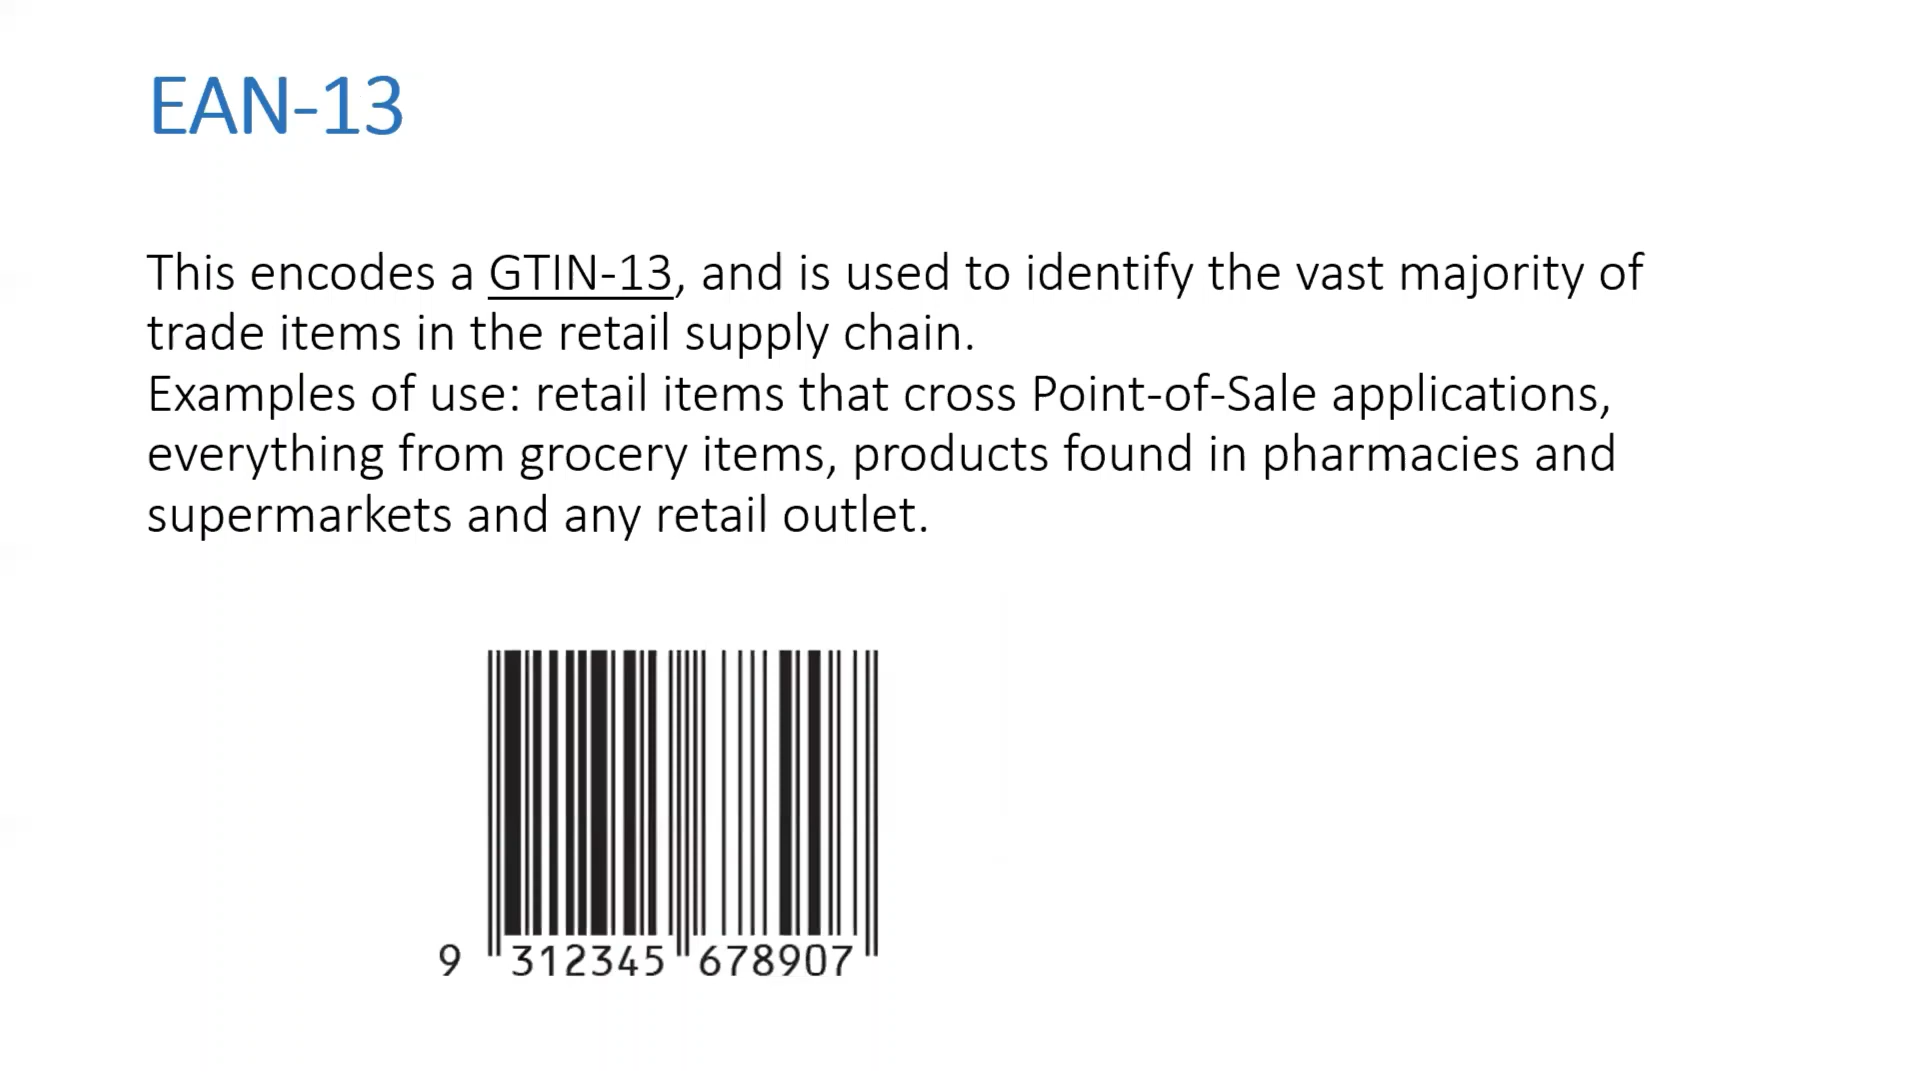 EAN-13
This encodes a GTIN-13, and is used to identify the vast majority of
trade items in the retail supply chain.
Examples of use: retail items that cross Point-of-Sale applications,
everything from grocery items, products found in pharmacies and
supermarkets and any retail outlet.
9 312345 678907